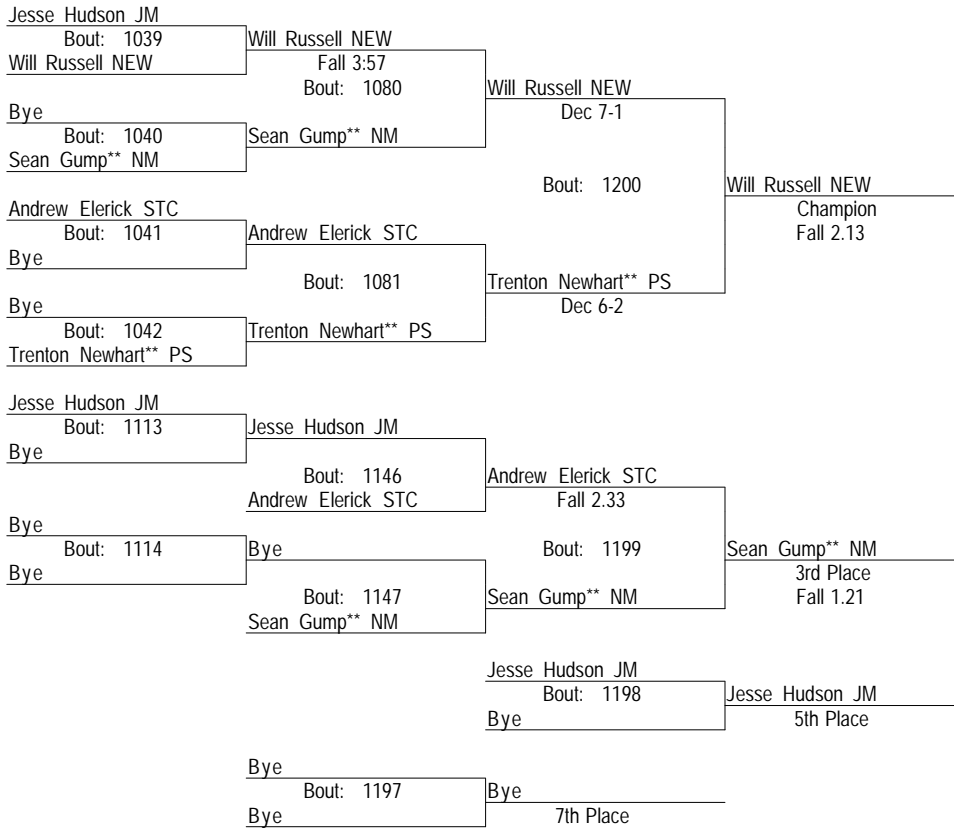 Jesse Hudson JM
Bout: 1039
Will Russell NEW
Will Russell NEW
Fall 3:57
Bout: 1080
Will Russell NEW
Dec 7-1
Bye
Bout: 1040
Sean Gump** NM
Sean Gump** NM
Bout: 1200
Will Russell NEW
Champion
Fall 2.13
Andrew Elerick STC
Bout: 1041
Bye
Andrew Elerick STC
Bout: 1081
Trenton Newhart** PS
Dec 6-2
Bye
Bout: 1042
Trenton Newhart** PS
Trenton Newhart** PS
Jesse Hudson JM
Bout: 1113
Bye
Jesse Hudson JM
Bout: 1146
Andrew Elerick STC
Andrew Elerick STC
Fall 2.33
Bye
Bout: 1114
Bye
Bye
Bout: 1199
Sean Gump** NM
3rd Place
Fall 1.21
Bout: 1147
Sean Gump** NM
Sean Gump** NM
Jesse Hudson JM
Bout: 1198
Bye
Jesse Hudson JM
5th Place
Bye
Bout: 1197
Bye
Bye
7th Place